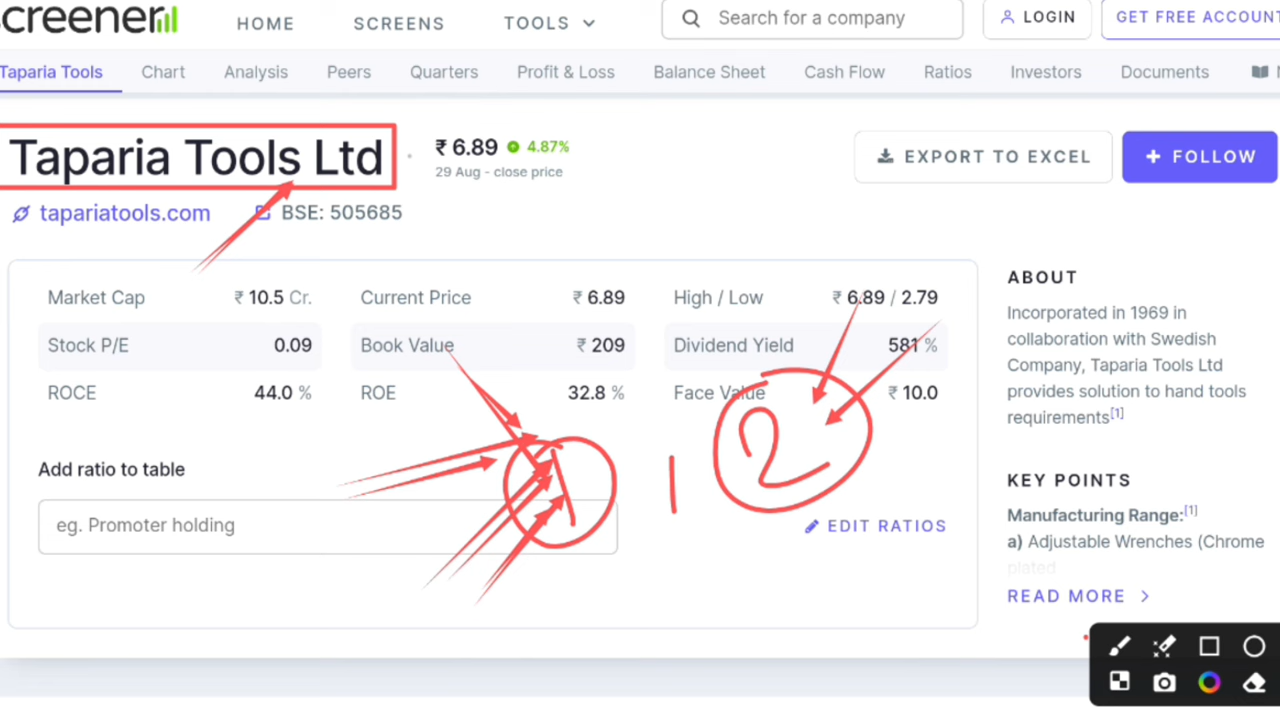 screener
HOME SCREENS TOOLS Search for a company LOGIN GET FREE ACCOUNT
Taparia Tools Chart Analysis Peers Quarters Profit & Loss Balance Sheet Cash Flow Ratios Investors Documents
Taparia Tools Ltd
₹ 6.89 4.87%
29 Aug - close price
EXPORT TO EXCEL
+ FOLLOW
tapariatools.com BSE: 505685
Market Cap ₹ 10.5 Cr. Current Price ₹ 6.89 High / Low ₹ 6.89 / 2.79
Stock P/E 0.09 Book Value ₹ 209 Dividend Yield 581 %
ROCE 44.0 % ROE 32.8 % Face Value ₹ 10.0
1 1 2
Add ratio to table
eg. Promoter holding
EDIT RATIOS
ABOUT
Incorporated in 1969 in
collaboration with Swedish
Company, Taparia Tools Ltd
provides solution to hand tools
requirements[1]
KEY POINTS
Manufacturing Range:[1]
a) Adjustable Wrenches (Chrome
plated
READ MORE